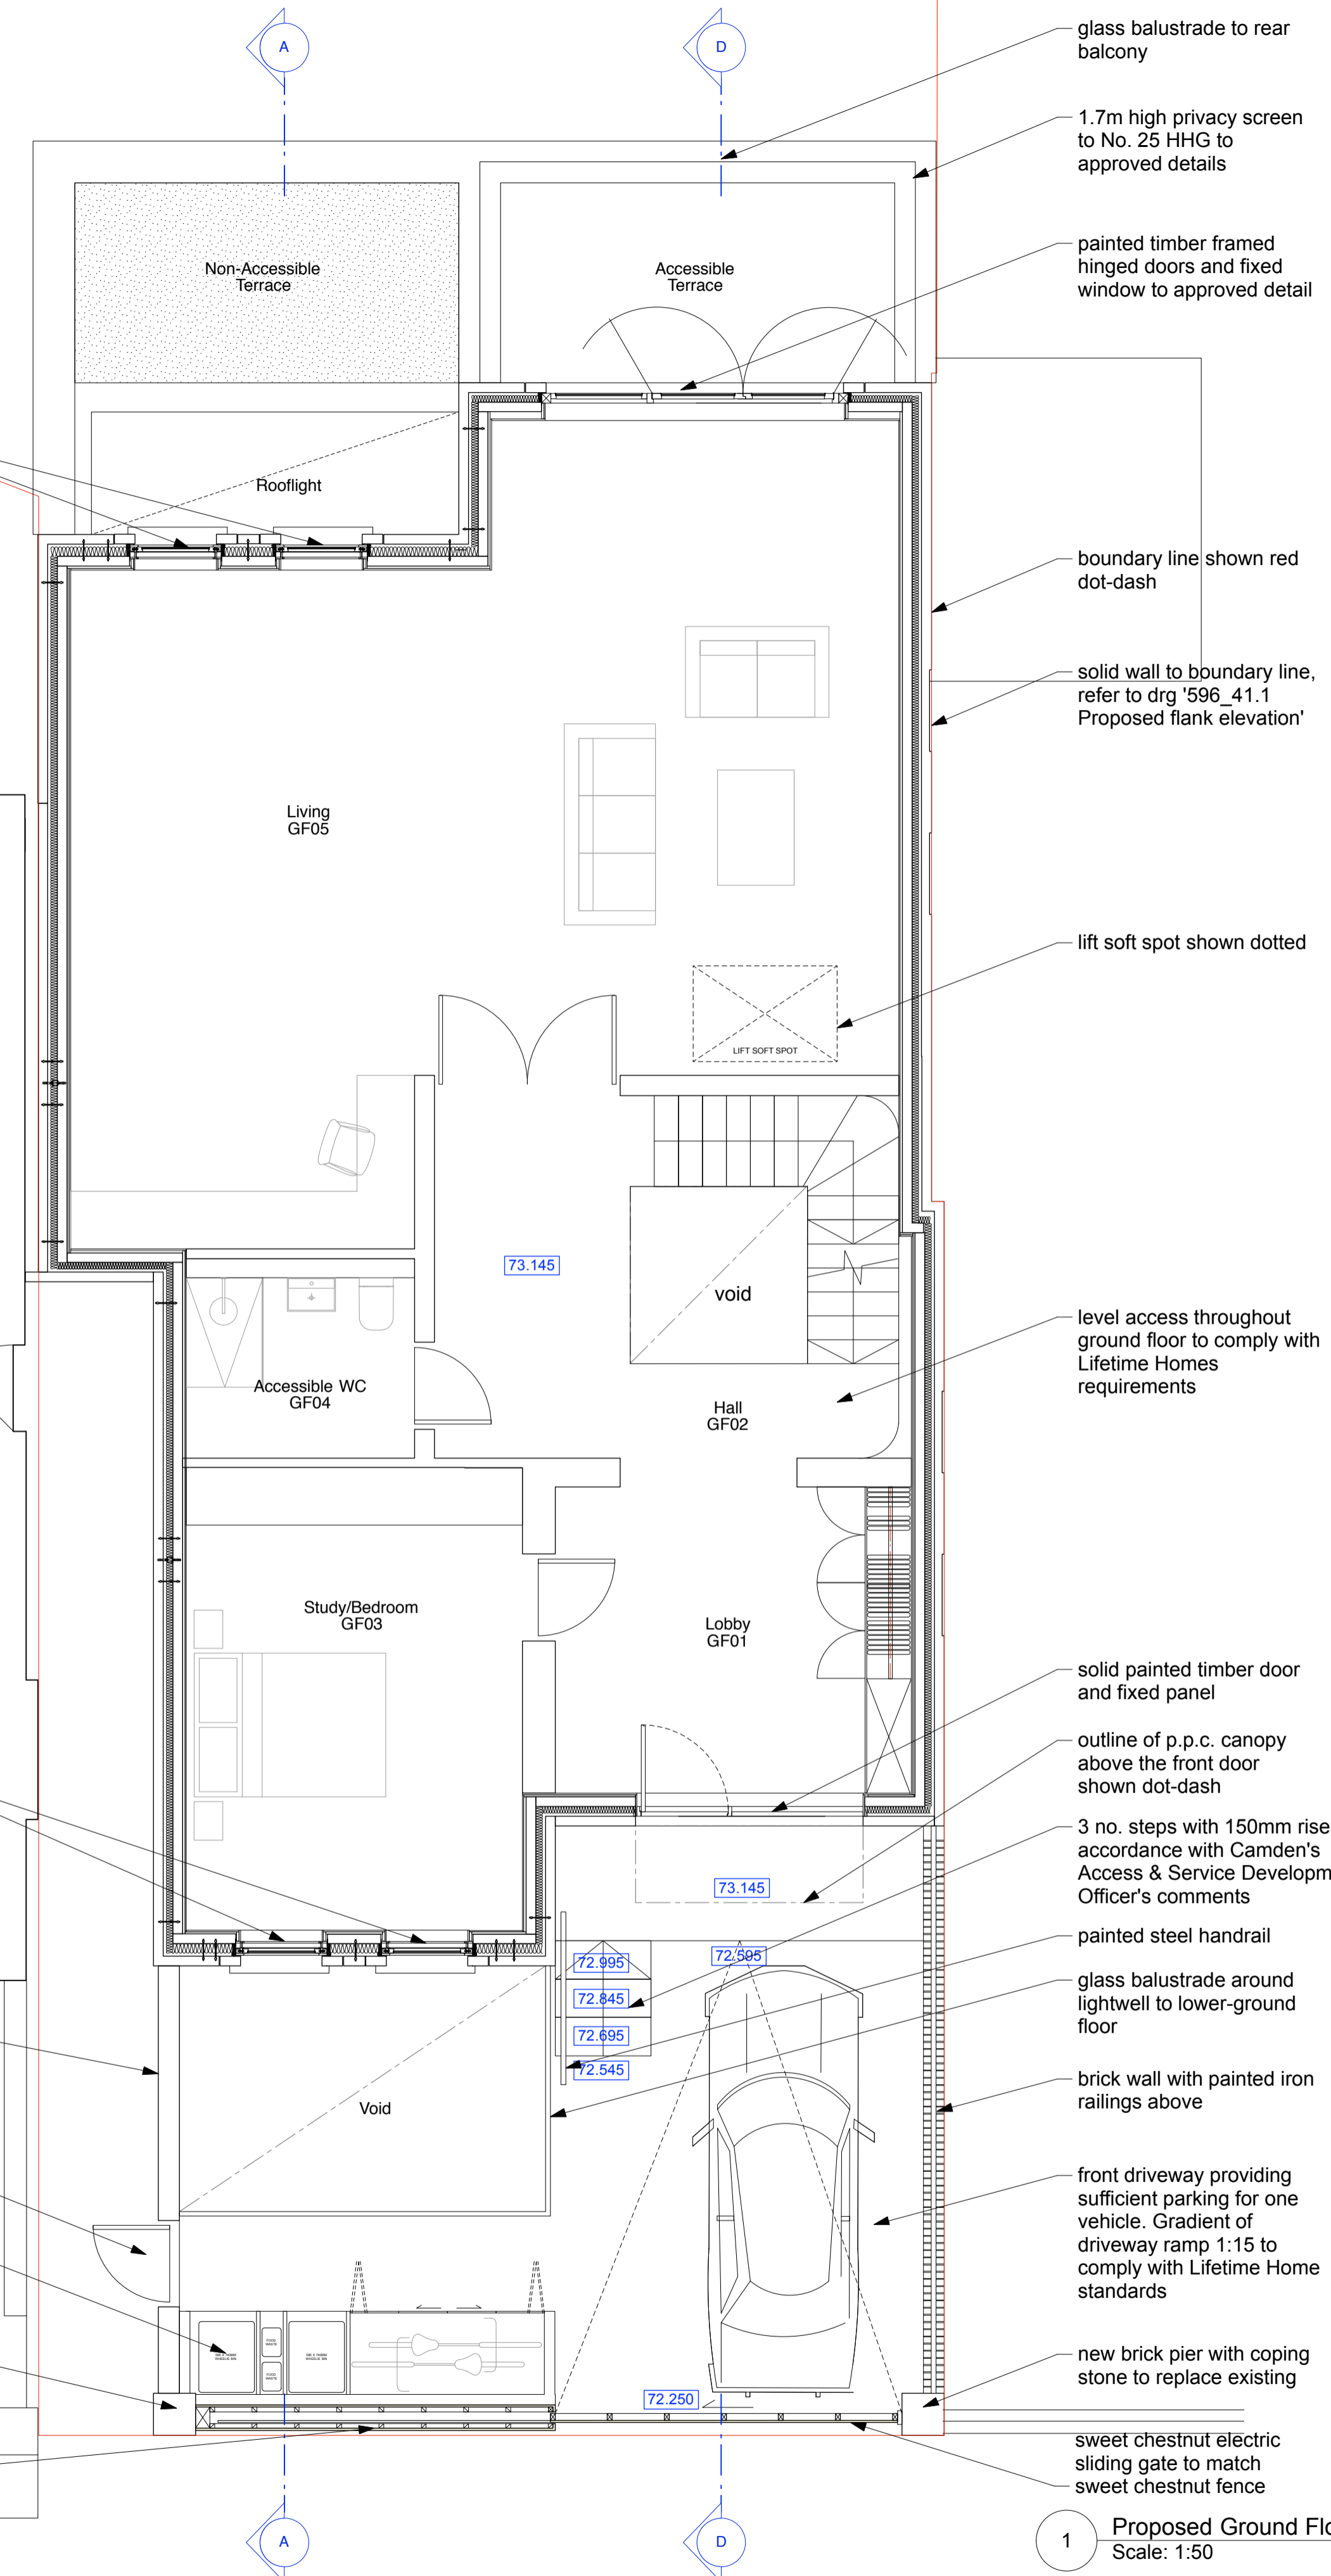 A
D
glass balustrade to rear
balcony
1.7m high privacy screen
to No. 25 HHG to
approved details
Non-Accessible
Terrace
Accessible
Terrace
painted timber framed
hinged doors and fixed
window to approved detail
Rooflight
boundary line shown red
dot-dash
solid wall to boundary line,
refer to drg '596_41.1
Proposed flank elevation'
Living
GF05
lift soft spot shown dotted
LIFT SOFT SPOT
73.145
void
level access throughout
ground floor to comply with
Lifetime Homes
requirements
Accessible WC
GF04
Hall
GF02
Study/Bedroom
GF03
Lobby
GF01
solid painted timber door
and fixed panel
outline of p.p.c. canopy
above the front door
shown dot-dash
3 no. steps with 150mm rise
accordance with Camden's
Access & Service Developm
Officer's comments
73.145
painted steel handrail
72.995
72.595
72.845
72.695
72.545
glass balustrade around
lightwell to lower-ground
floor
Void
brick wall with painted iron
railings above
front driveway providing
sufficient parking for one
vehicle. Gradient of
driveway ramp 1:15 to
comply with Lifetime Home
standards
WHEELIE BIN
FOOD
WASTE
WHEELIE BIN
FOOD
WASTE
new brick pier with coping
stone to replace existing
72.250
sweet chestnut electric
sliding gate to match
sweet chestnut fence
A
D
1
Proposed Ground Flo
Scale: 1:50